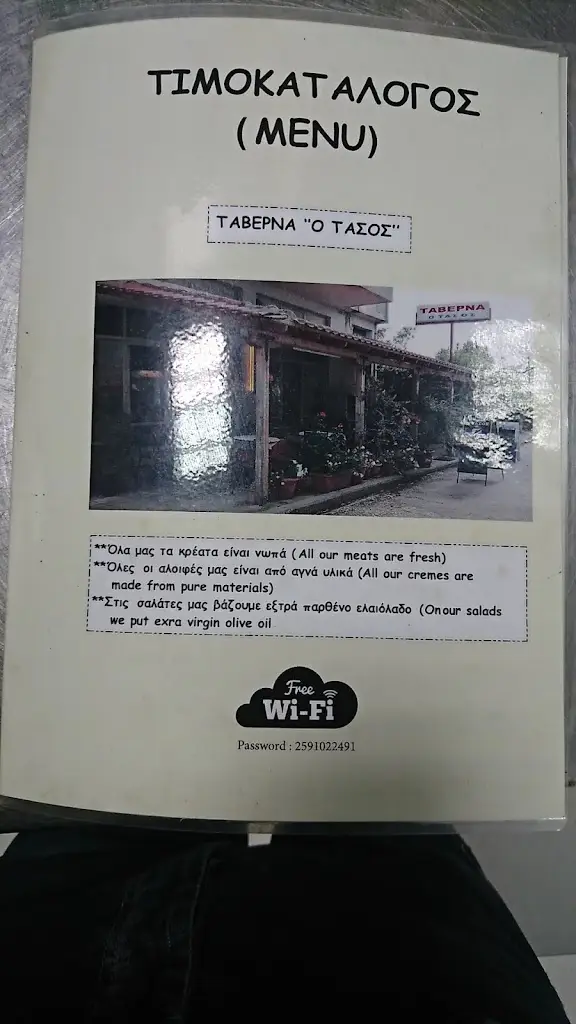 ΤΙΜΟΚΑΤΑΛΟΓΟΣ
(MENU)
ΤΑΒΕΡΝΑ "Ο ΤΑΣΟΣ"
ΤΑΒΕΡΝΑ
Ο ΤΑΣΟΣ
**Όλα μας τα κρέατα είναι νωπά (All our meats are fresh)
**Όλες οι αλοιφές μας είναι από αγνά υλικά (All our cremes are
made from pure materials)
**Στις σαλάτες μας βάζουμε εξτρά παρθένο ελαιόλαδο (Onour salads
we put exra virgin olive oil
Free
Wi-Fi
Password : 2591022491